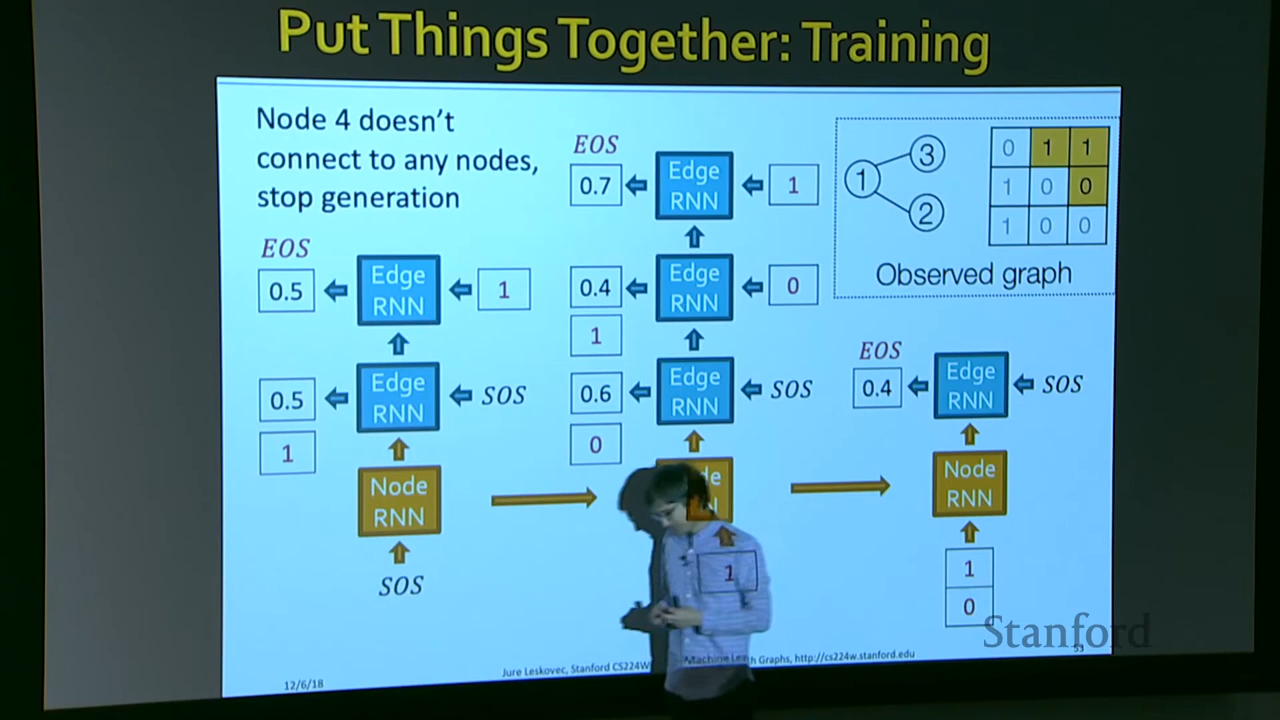 Put Things Together: Training
Node 4 doesn't
connect to any nodes,
stop generation
EOS
0.5
Edge
RNN
1
0.5
1
Edge
RNN
SOS
Node
RNN
SOS
EOS
0.7
Edge
RNN
1
0.4
1
Edge
RNN
0
0.6
0
Edge
RNN
SOS
1
1
3
2
0 1 1
1 0 0
1 0 0
Observed graph
EOS
0.4
Edge
RNN
SOS
Node
RNN
1
0
Stanford
12/6/18
Jure Leskovec, Stanford CS224W
Graphs, http://cs224w.stanford.edu
53